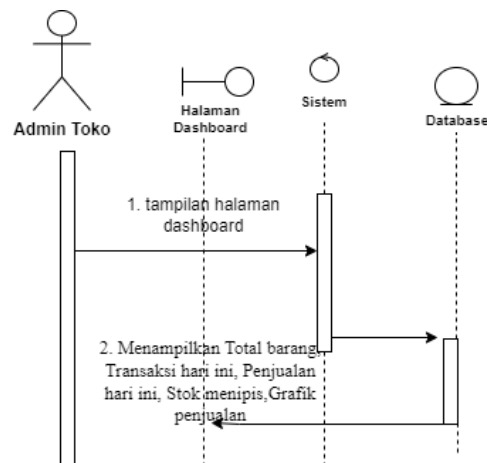 Admin Toko
Halaman
Dashboard
Sistem
Database
1. tampilan halaman
dashboard
2. Menampilkan Total barang,
Transaksi hari ini, Penjualan
hari ini, Stok menipis,Grafik
penjualan